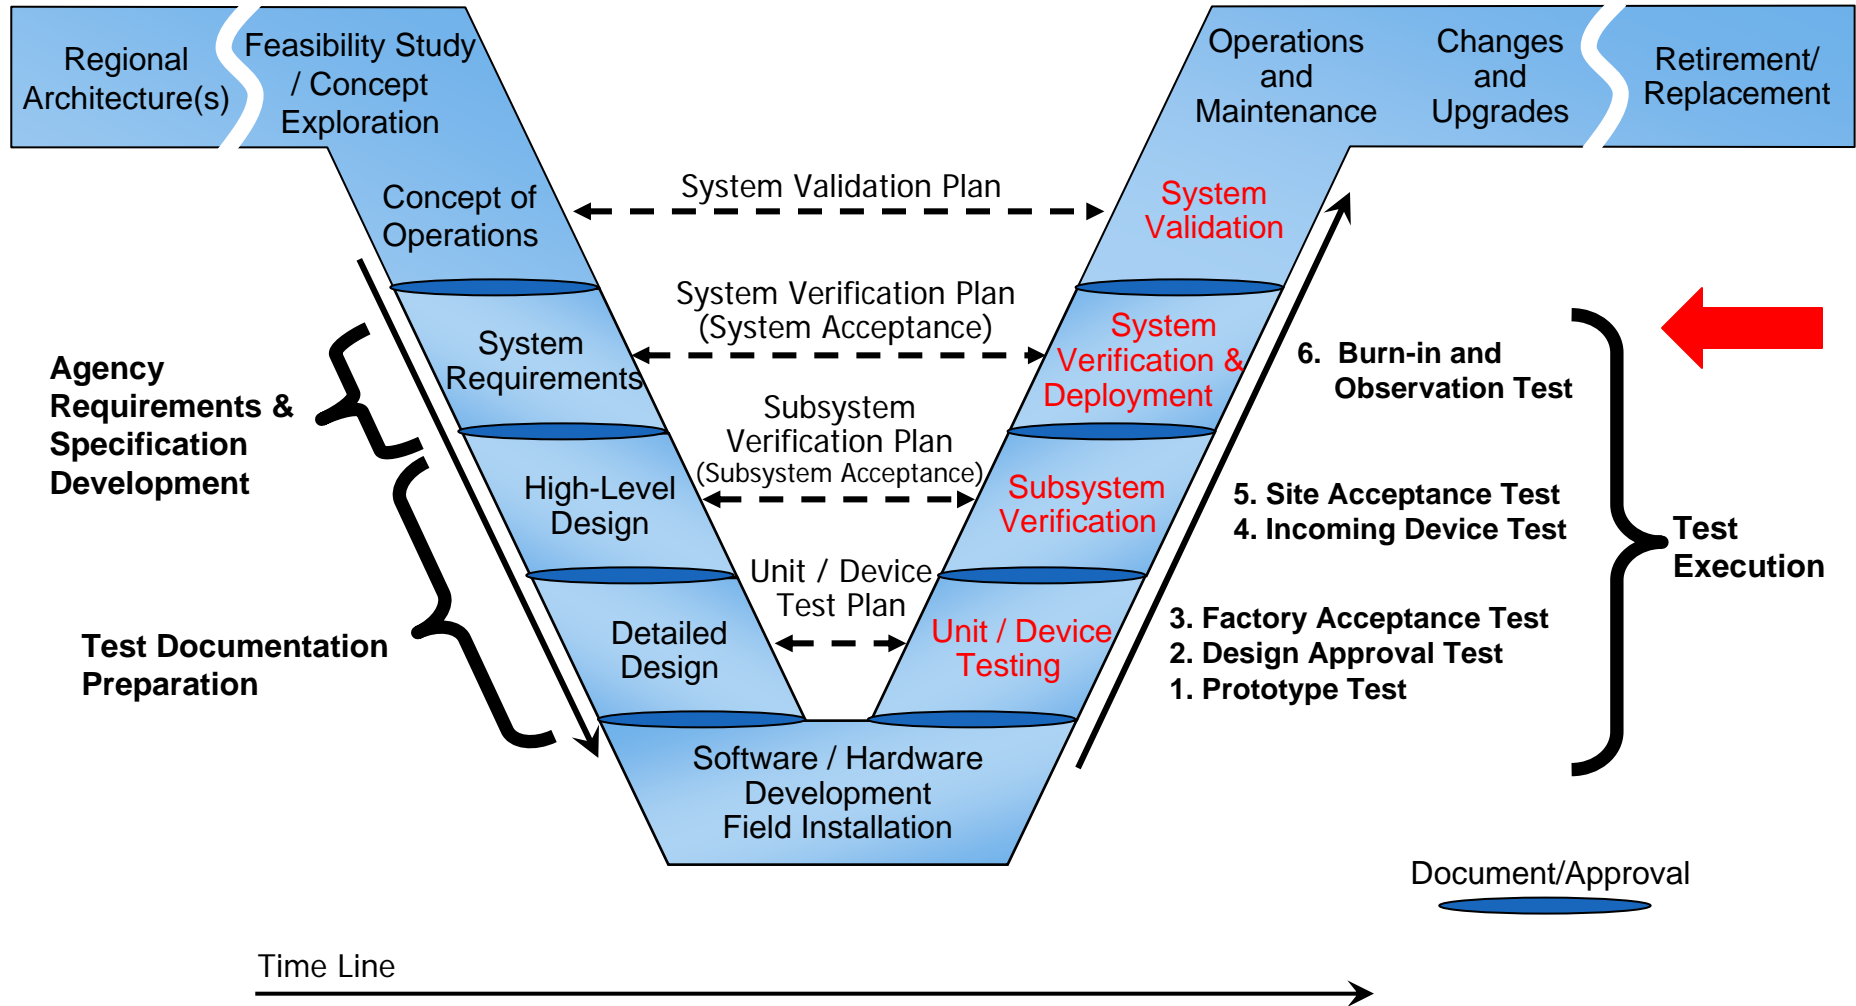 Regional
Architecture(s)
Feasibility Study
/ Concept
Exploration
Operations
and
Maintenance
Changes
and
Upgrades
Retirement/
Replacement
Concept of
Operations
System Validation Plan
System
Validation
System
Requirements
System Verification Plan
(System Acceptance)
System
Verification &
Deployment
6. Burn-in and
Observation Test
Agency
Requirements &
Specification
Development
High-Level
Design
Subsystem
Verification Plan
(Subsystem Acceptance)
Subsystem
Verification
5. Site Acceptance Test
4. Incoming Device Test
Test
Execution
Test Documentation
Preparation
Detailed
Design
Unit / Device
Test Plan
Unit / Device
Testing
3. Factory Acceptance Test
2. Design Approval Test
1. Prototype Test
Software / Hardware
Development
Field Installation
Document/Approval
Time Line